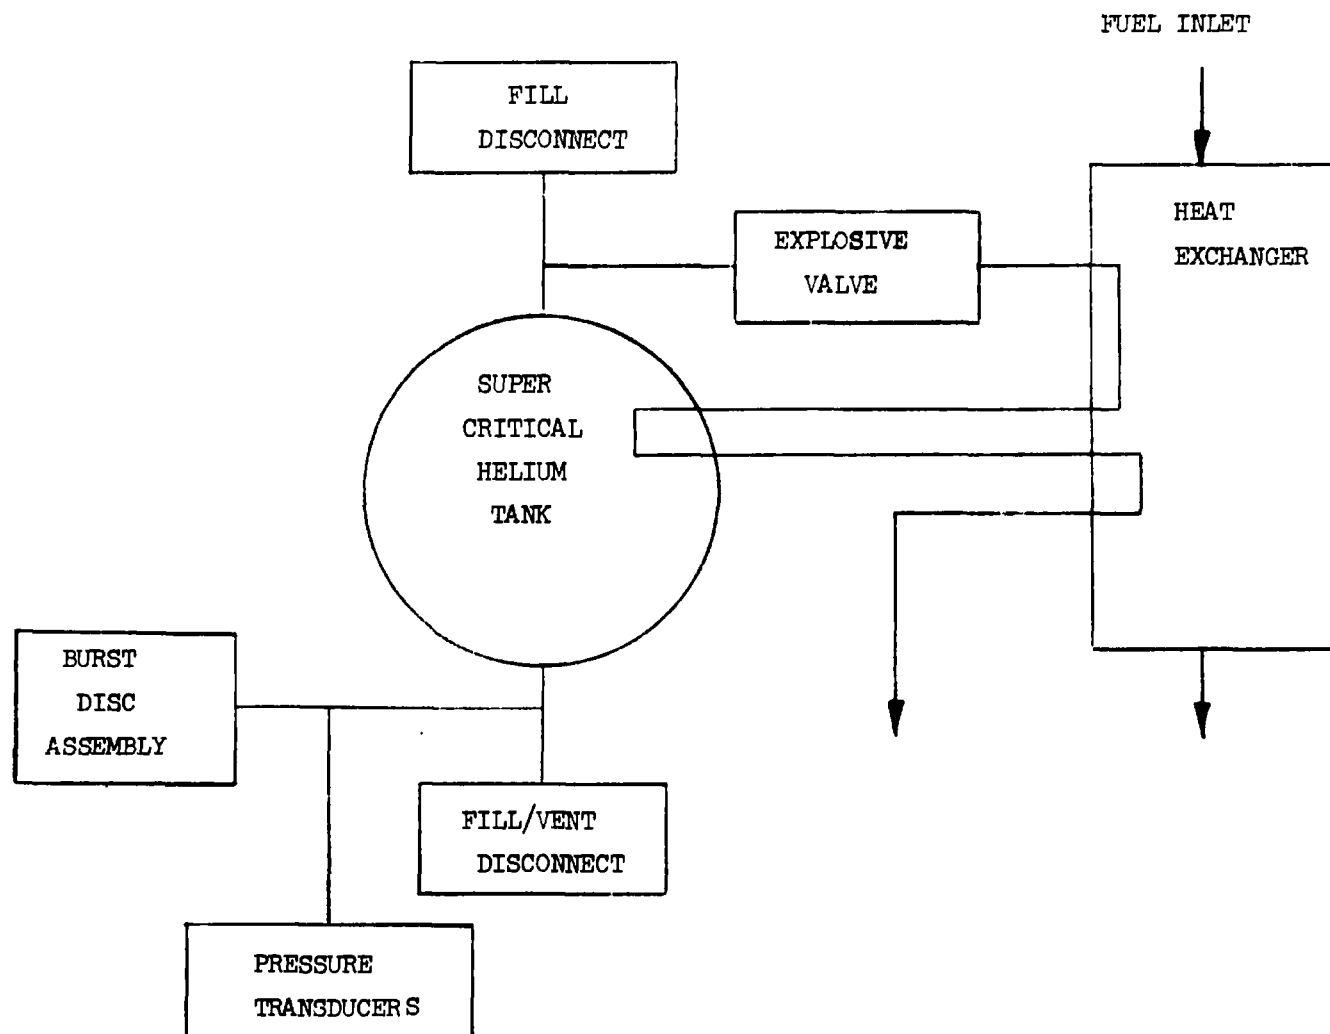 FUEL INLET
FILL
DISCONNECT
HEAT
EXCHANGER
EXPLOSIVE
VALVE
SUPER
CRITICAL
HELIUM
TANK
BURST
DISC
ASSEMBLY
FILL/VENT
DISCONNECT
PRESSURE
TRANSDUCERS